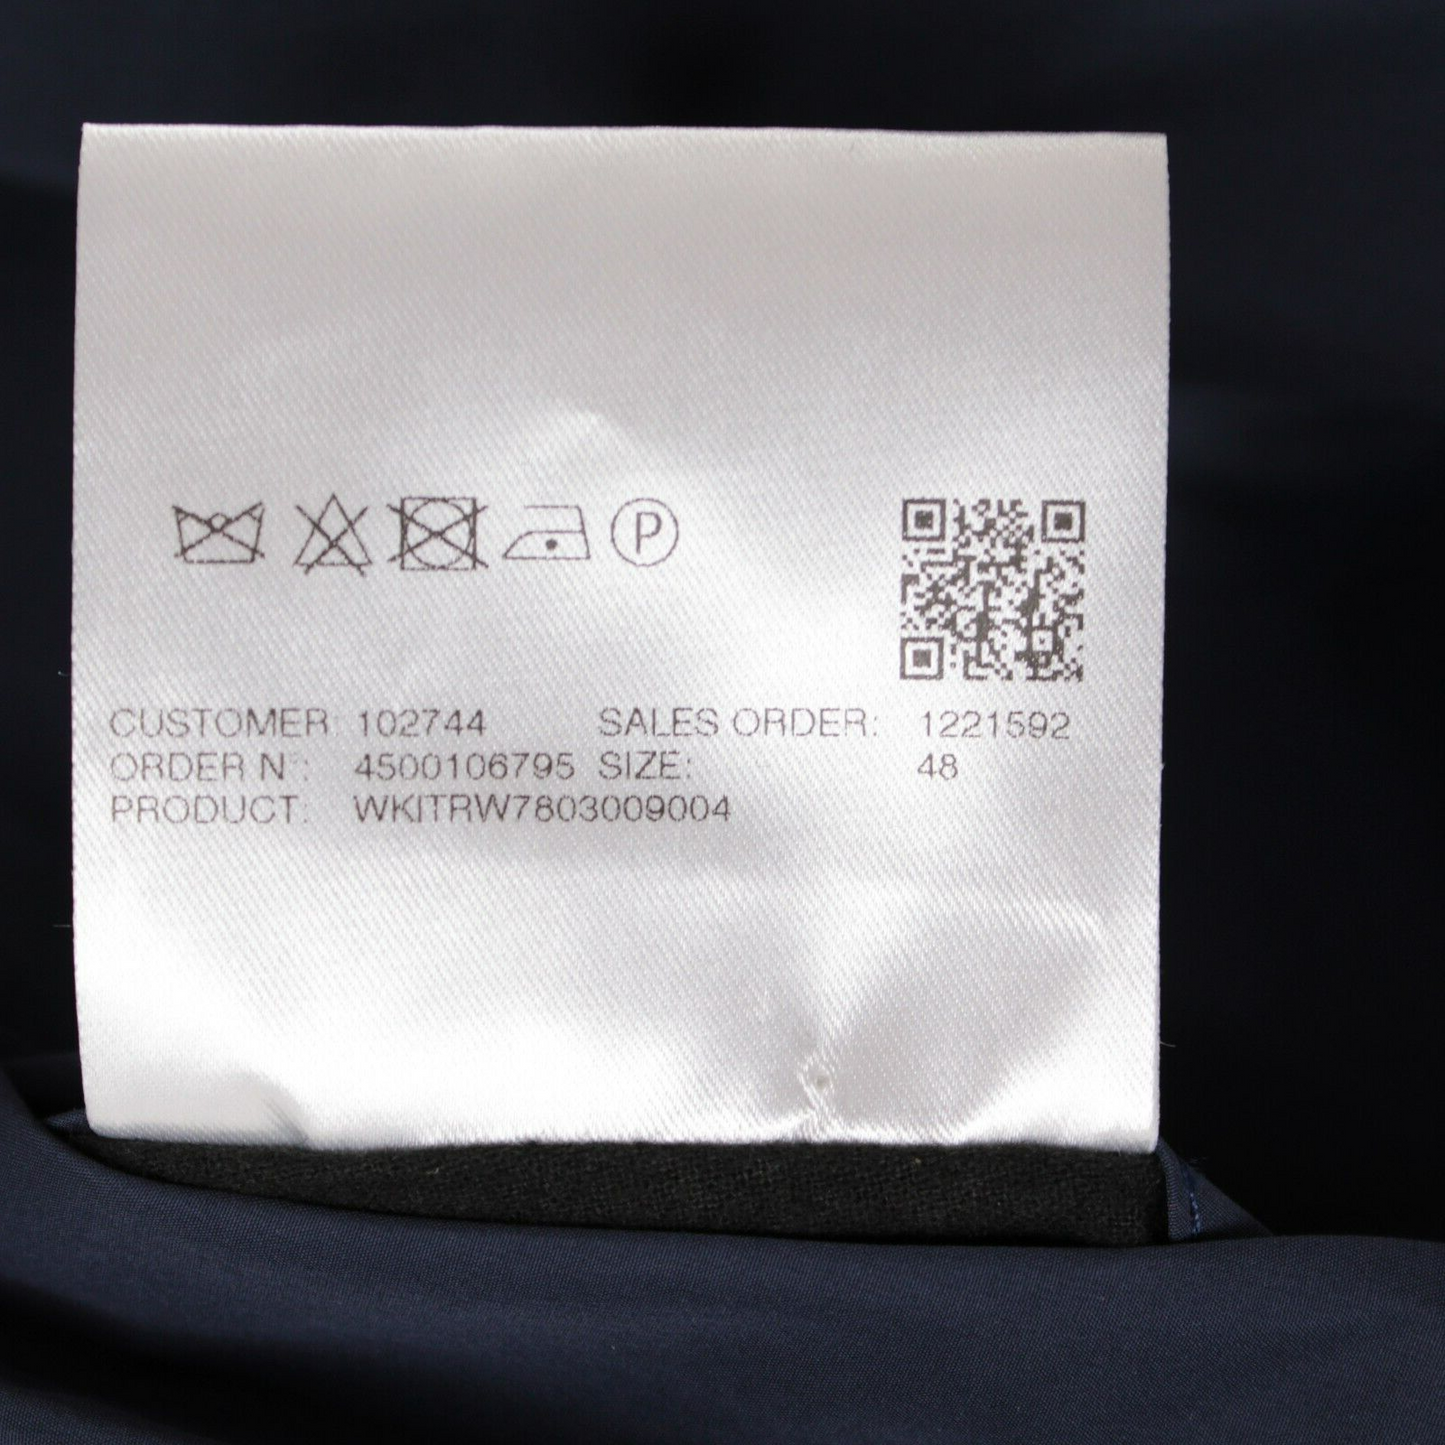 P
CUSTOMER 102744 SALES ORDER: 1221592
ORDER N°: 4500106795 SIZE: 48
PRODUCT: WKITRW7803009004